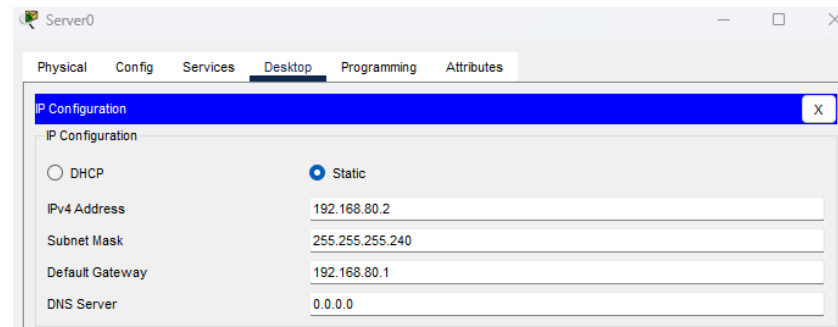 Server0
Physical Config Services Desktop Programming Attributes
IP Configuration X
IP Configuration
DHCP Static
IPv4 Address 192.168.80.2
Subnet Mask 255.255.255.240
Default Gateway 192.168.80.1
DNS Server 0.0.0.0